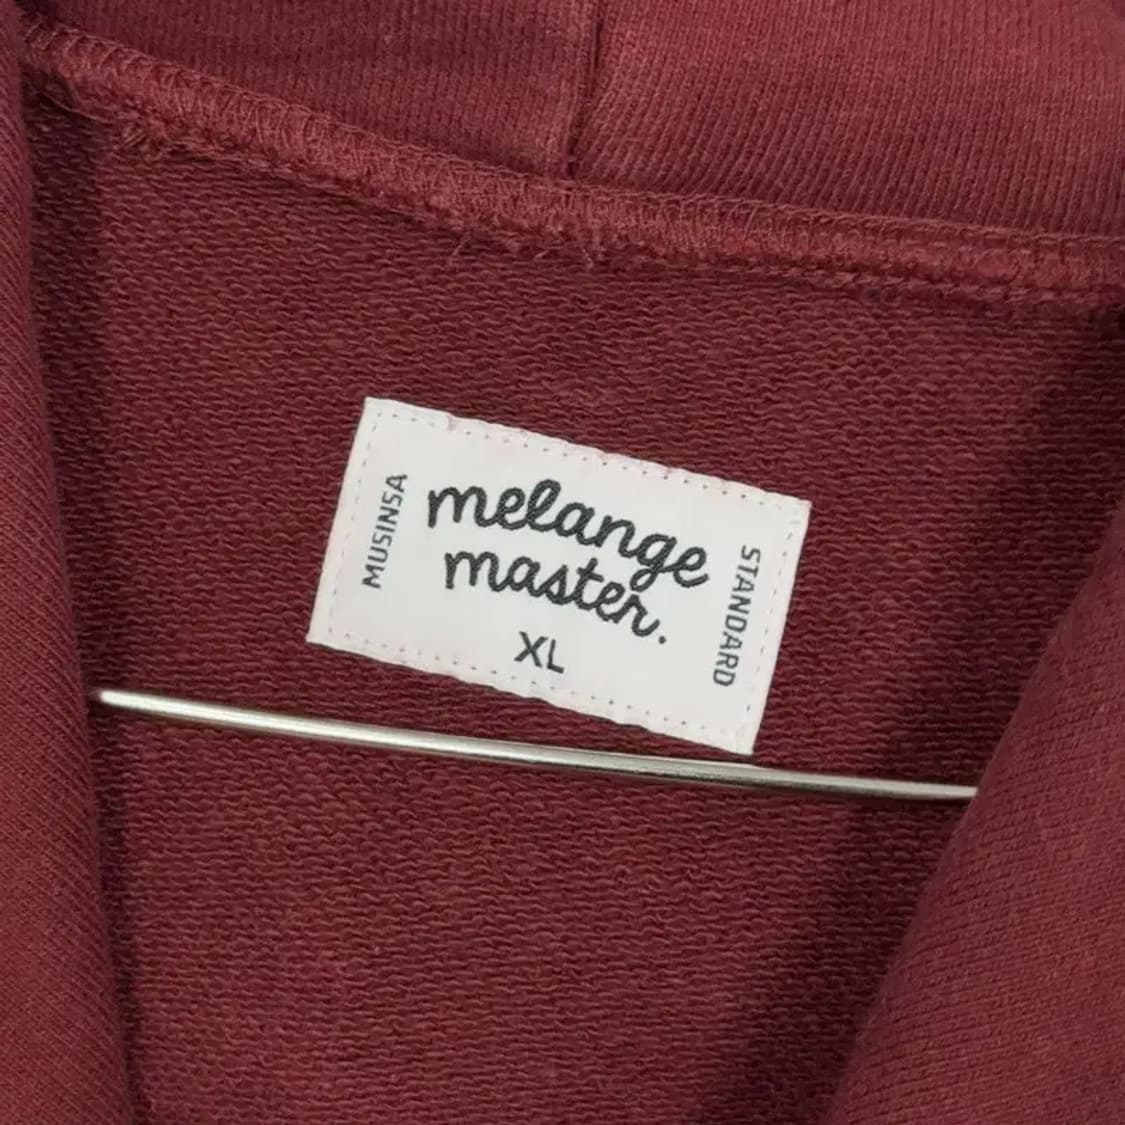 MUSINSA
melange
master.
XL
STANDARD